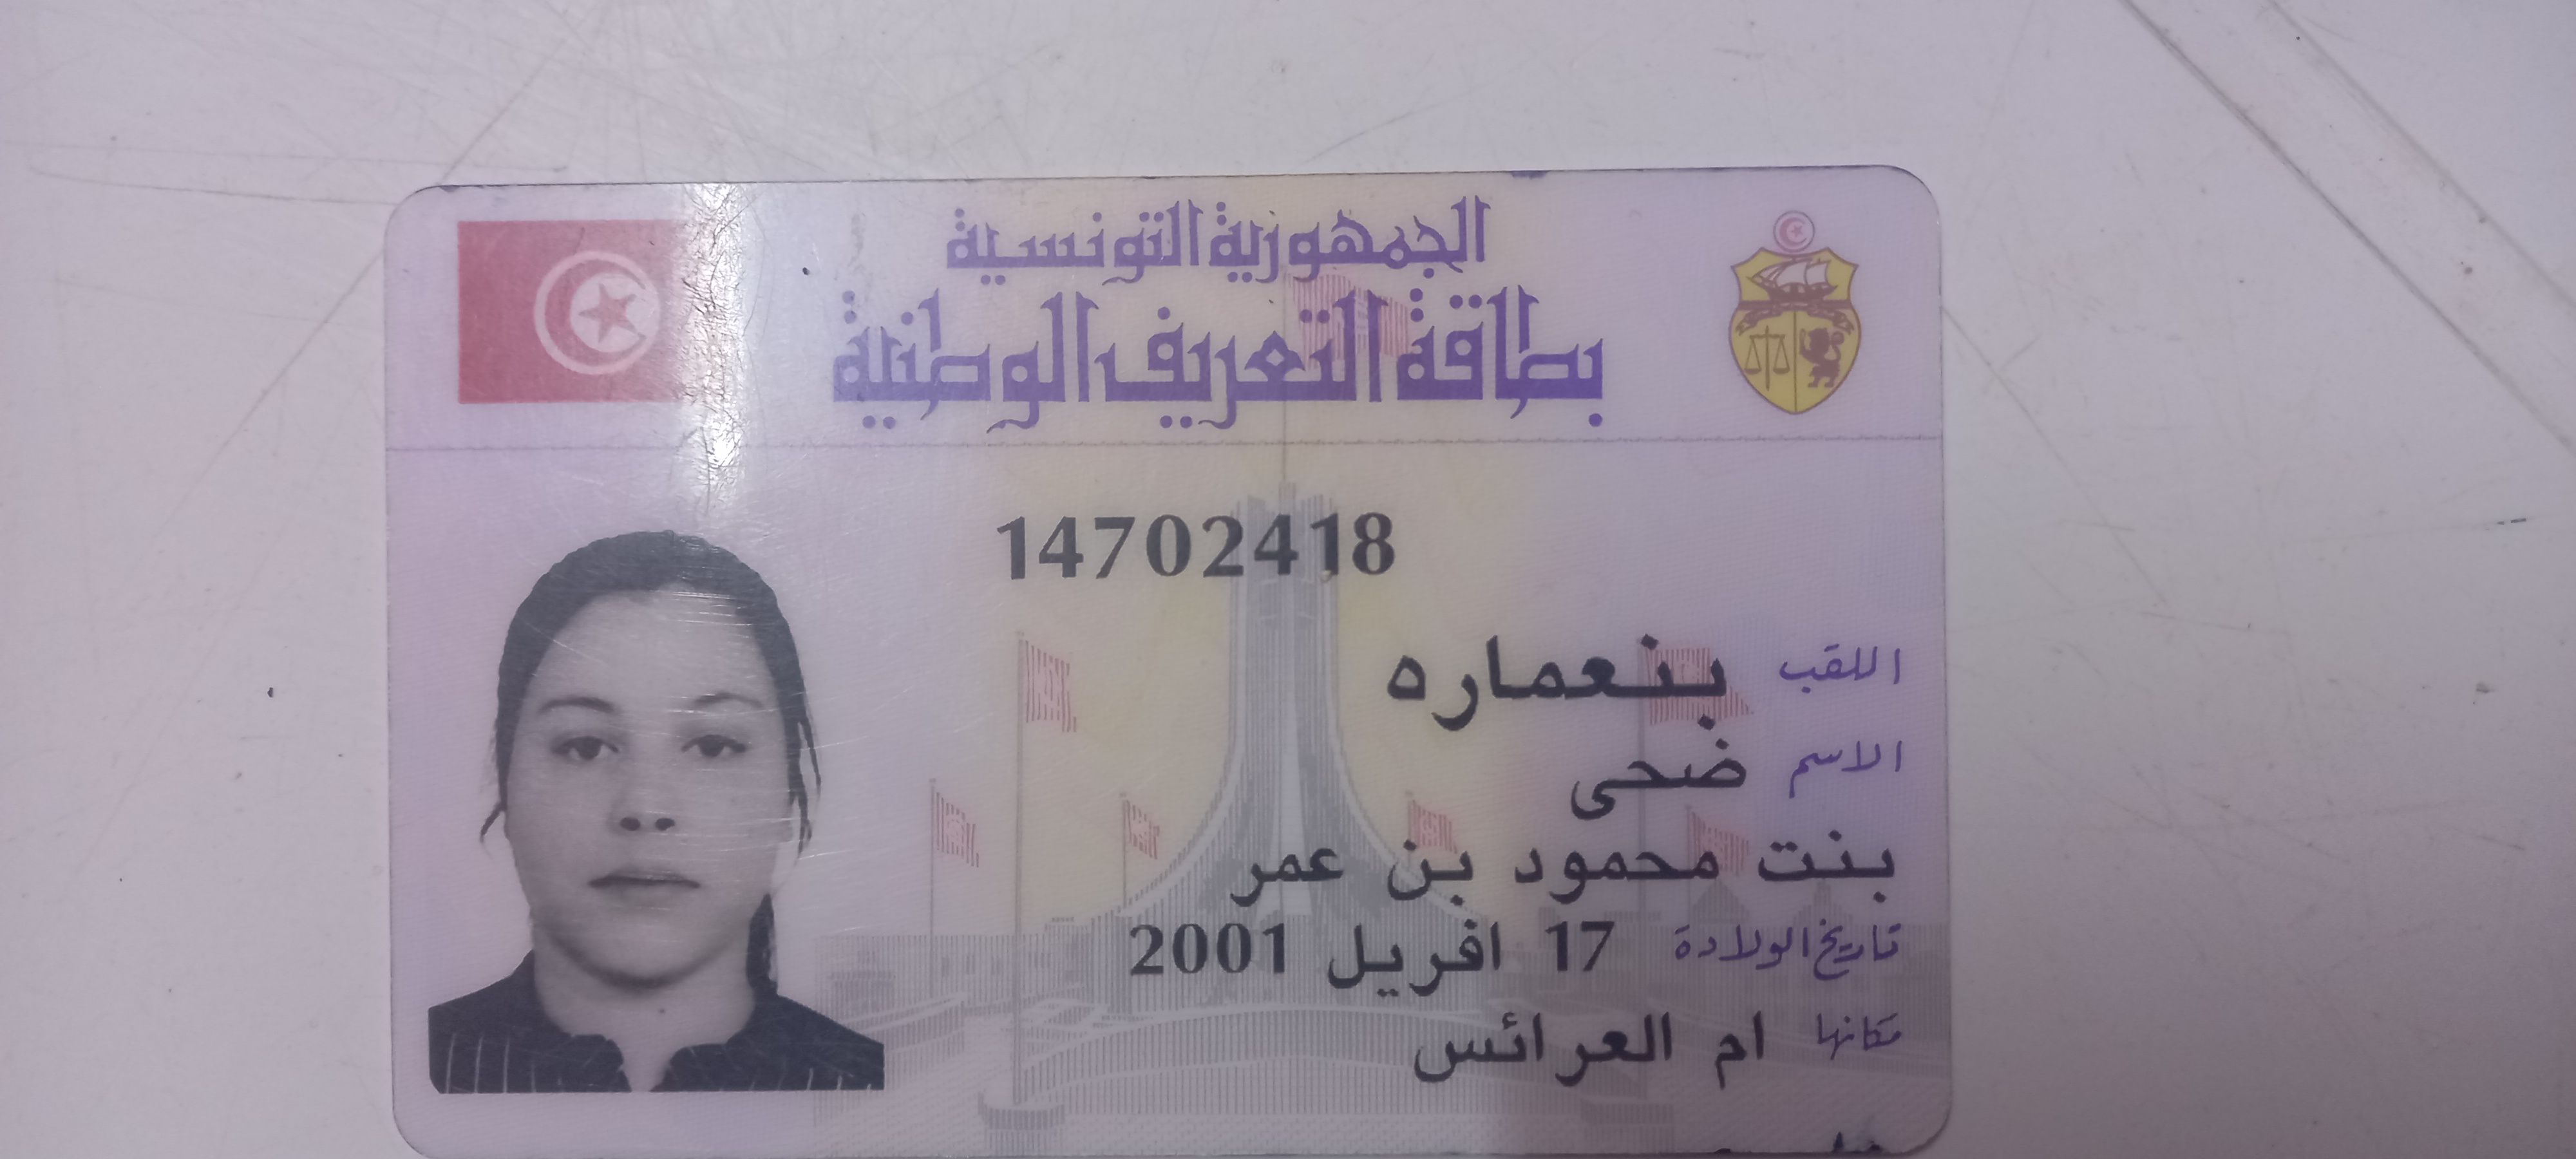 الجمهورية التونسية
بطاقة التعريف الوطنية
14702418
اللقب بنعماره
الاسم ضحى
بنت محمود بن عمر
تاريخ الولادة 17 افريل 2001
مكانها ام العرائس